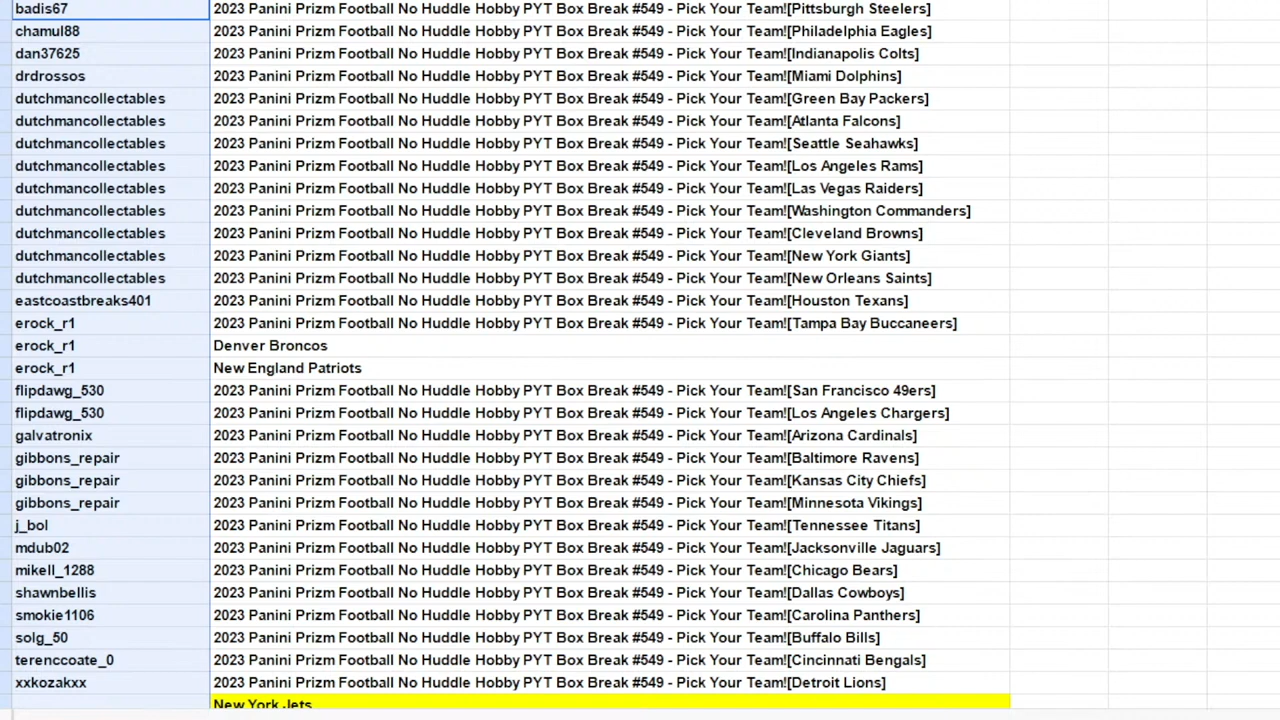 badis67 2023 Panini Prizm Football No Huddle Hobby PYT Box Break #549 - Pick Your Team![Pittsburgh Steelers]
chamul88 2023 Panini Prizm Football No Huddle Hobby PYT Box Break #549 - Pick Your Team![Philadelphia Eagles]
dan37625 2023 Panini Prizm Football No Huddle Hobby PYT Box Break #549 - Pick Your Team![Indianapolis Colts]
drdrossos 2023 Panini Prizm Football No Huddle Hobby PYT Box Break #549 - Pick Your Team![Miami Dolphins]
dutchmancollectables 2023 Panini Prizm Football No Huddle Hobby PYT Box Break #549 - Pick Your Team![Green Bay Packers]
dutchmancollectables 2023 Panini Prizm Football No Huddle Hobby PYT Box Break #549 - Pick Your Team![Atlanta Falcons]
dutchmancollectables 2023 Panini Prizm Football No Huddle Hobby PYT Box Break #549 - Pick Your Team![Seattle Seahawks]
dutchmancollectables 2023 Panini Prizm Football No Huddle Hobby PYT Box Break #549 - Pick Your Team![Los Angeles Rams]
dutchmancollectables 2023 Panini Prizm Football No Huddle Hobby PYT Box Break #549 - Pick Your Team![Las Vegas Raiders]
dutchmancollectables 2023 Panini Prizm Football No Huddle Hobby PYT Box Break #549 - Pick Your Team![Washington Commanders]
dutchmancollectables 2023 Panini Prizm Football No Huddle Hobby PYT Box Break #549 - Pick Your Team![Cleveland Browns]
dutchmancollectables 2023 Panini Prizm Football No Huddle Hobby PYT Box Break #549 - Pick Your Team![New York Giants]
dutchmancollectables 2023 Panini Prizm Football No Huddle Hobby PYT Box Break #549 - Pick Your Team![New Orleans Saints]
eastcoastbreaks401 2023 Panini Prizm Football No Huddle Hobby PYT Box Break #549 - Pick Your Team![Houston Texans]
erock_r1 2023 Panini Prizm Football No Huddle Hobby PYT Box Break #549 - Pick Your Team![Tampa Bay Buccaneers]
erock_r1 Denver Broncos
erock_r1 New England Patriots
flipdawg_530 2023 Panini Prizm Football No Huddle Hobby PYT Box Break #549 - Pick Your Team![San Francisco 49ers]
flipdawg_530 2023 Panini Prizm Football No Huddle Hobby PYT Box Break #549 - Pick Your Team![Los Angeles Chargers]
galvatronix 2023 Panini Prizm Football No Huddle Hobby PYT Box Break #549 - Pick Your Team![Arizona Cardinals]
gibbons_repair 2023 Panini Prizm Football No Huddle Hobby PYT Box Break #549 - Pick Your Team![Baltimore Ravens]
gibbons_repair 2023 Panini Prizm Football No Huddle Hobby PYT Box Break #549 - Pick Your Team![Kansas City Chiefs]
gibbons_repair 2023 Panini Prizm Football No Huddle Hobby PYT Box Break #549 - Pick Your Team![Minnesota Vikings]
j_bol 2023 Panini Prizm Football No Huddle Hobby PYT Box Break #549 - Pick Your Team![Tennessee Titans]
mdub02 2023 Panini Prizm Football No Huddle Hobby PYT Box Break #549 - Pick Your Team![Jacksonville Jaguars]
mikell_1288 2023 Panini Prizm Football No Huddle Hobby PYT Box Break #549 - Pick Your Team![Chicago Bears]
shawnbellis 2023 Panini Prizm Football No Huddle Hobby PYT Box Break #549 - Pick Your Team![Dallas Cowboys]
smokie1106 2023 Panini Prizm Football No Huddle Hobby PYT Box Break #549 - Pick Your Team![Carolina Panthers]
solg_50 2023 Panini Prizm Football No Huddle Hobby PYT Box Break #549 - Pick Your Team![Buffalo Bills]
terenccoate_0 2023 Panini Prizm Football No Huddle Hobby PYT Box Break #549 - Pick Your Team![Cincinnati Bengals]
xxkozakxx 2023 Panini Prizm Football No Huddle Hobby PYT Box Break #549 - Pick Your Team![Detroit Lions]
New York Jets